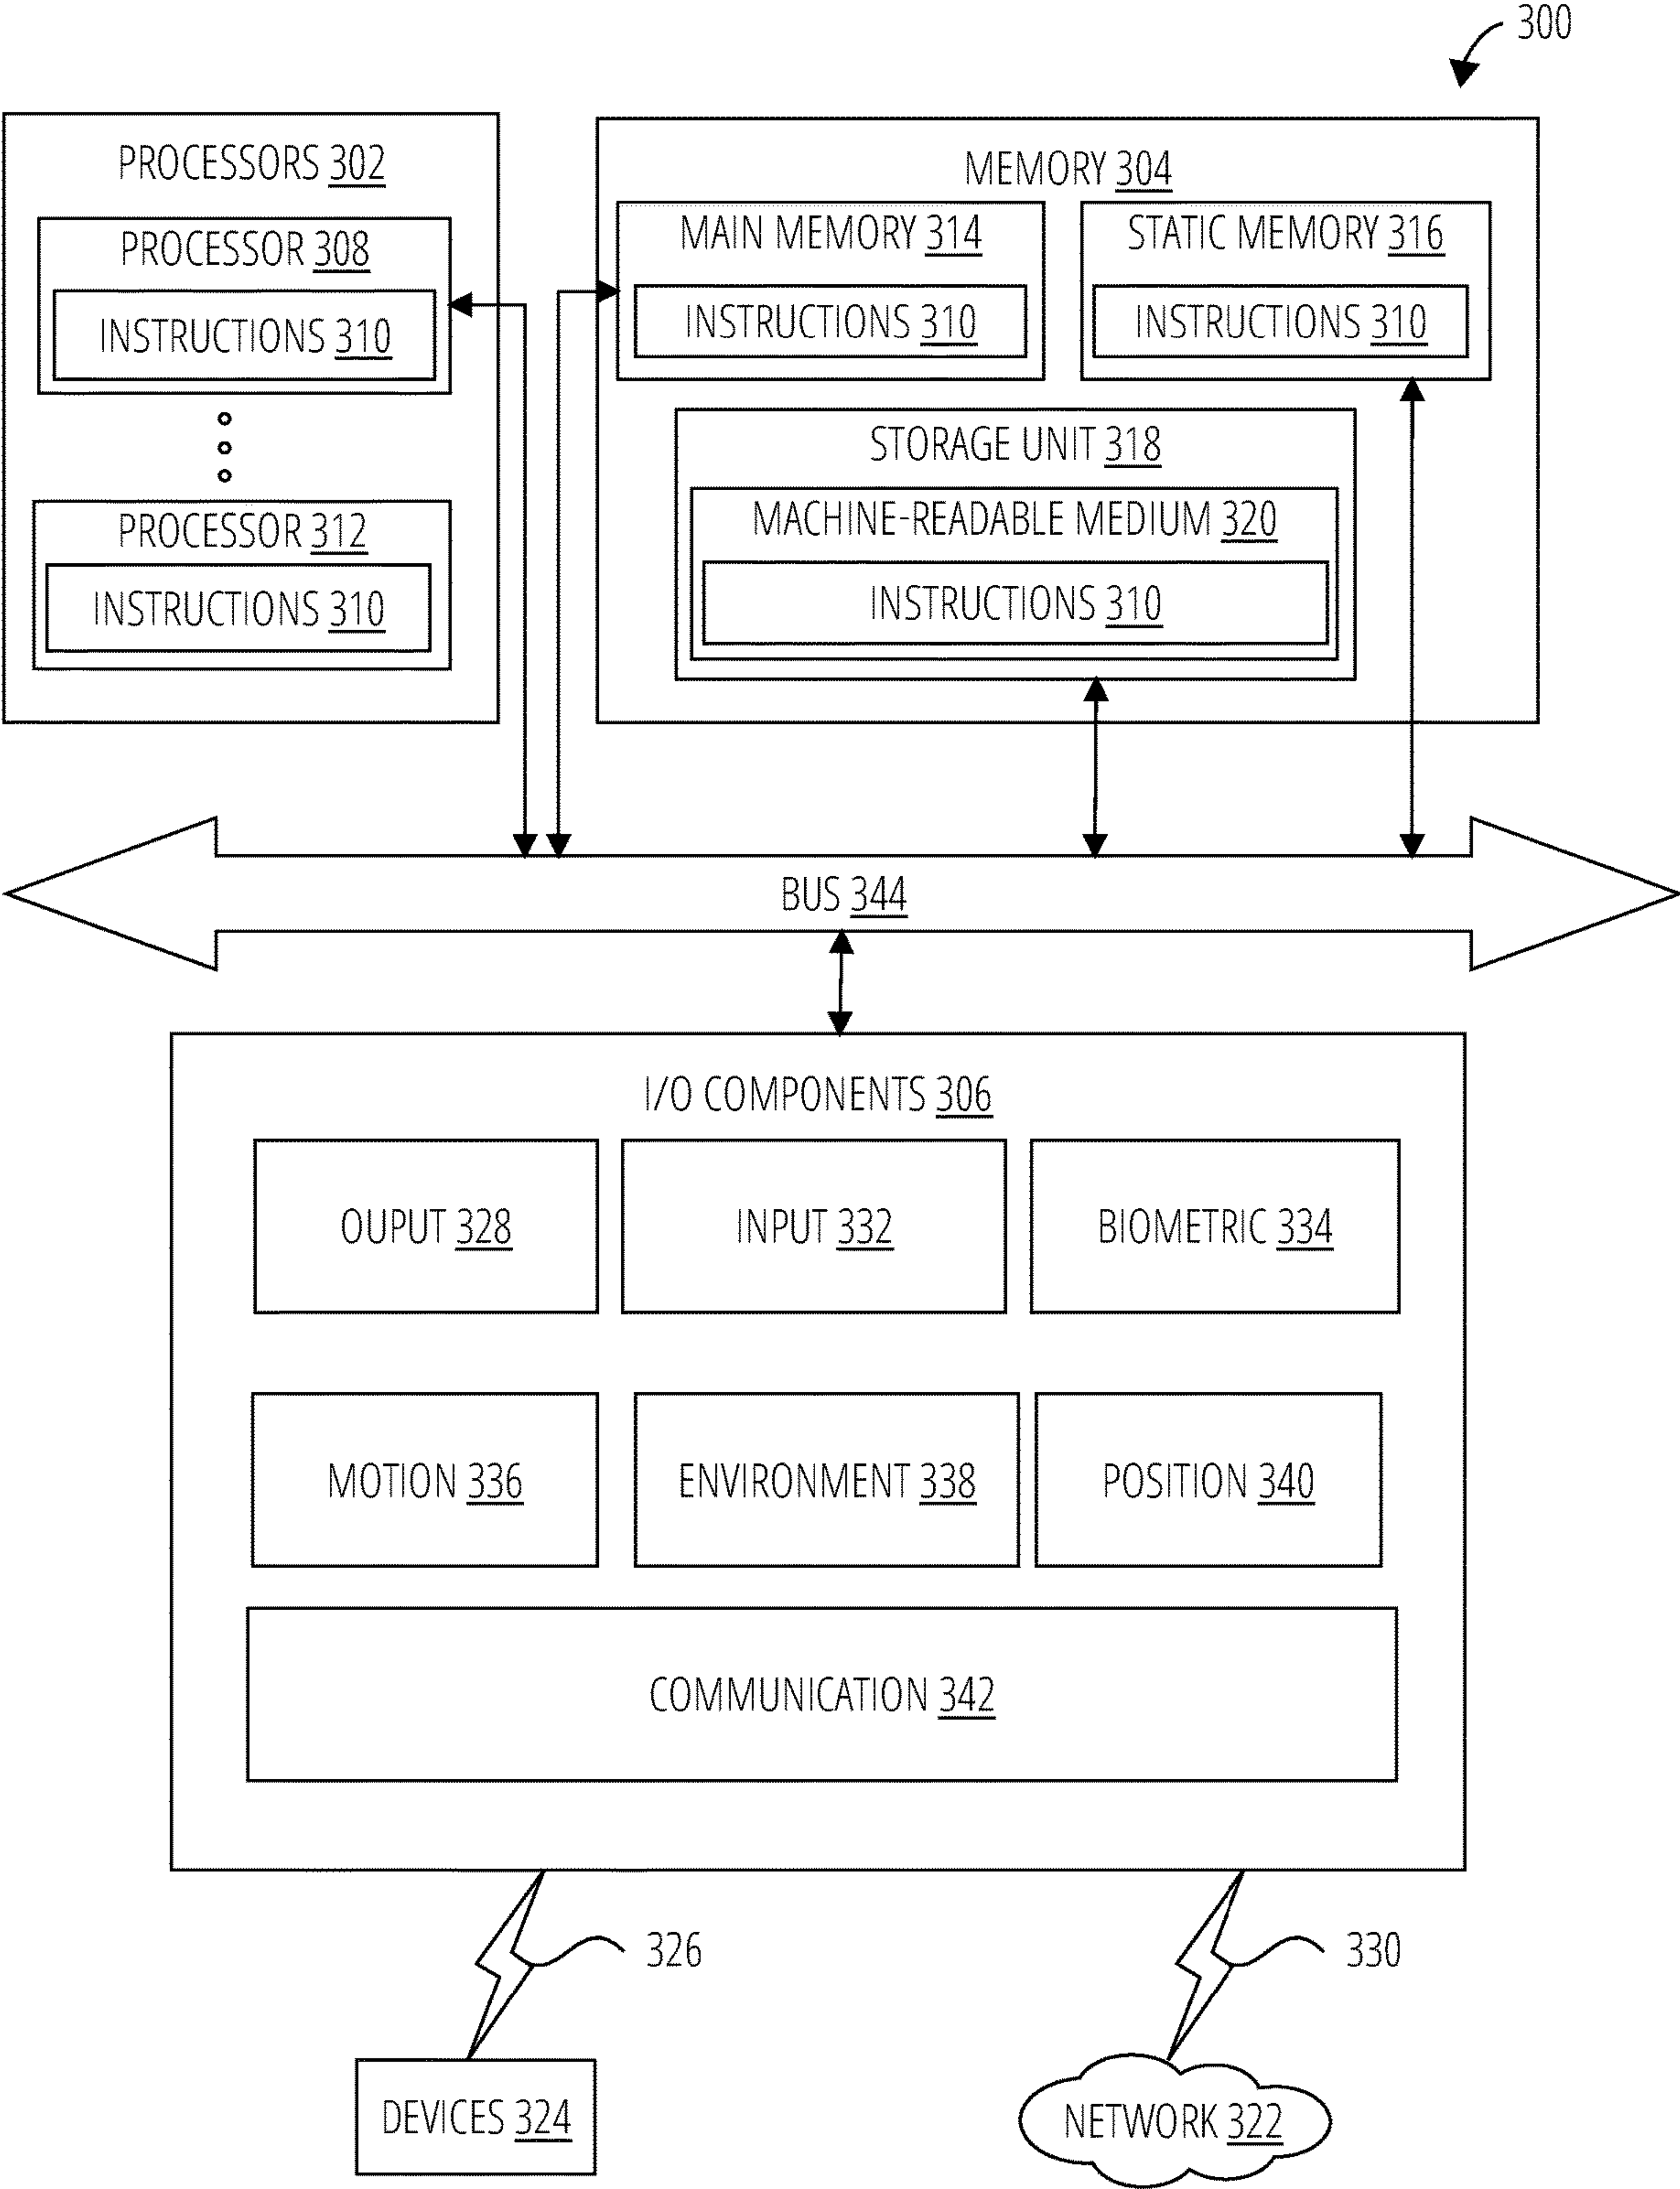 300
PROCESSORS 302
PROCESSOR 308
INSTRUCTIONS 310
PROCESSOR 312
INSTRUCTIONS 310
MEMORY 304
MAIN MEMORY 314
INSTRUCTIONS 310
STATIC MEMORY 316
INSTRUCTIONS 310
STORAGE UNIT 318
MACHINE-READABLE MEDIUM 320
INSTRUCTIONS 310
BUS 344
I/O COMPONENTS 306
OUPUT 328
INPUT 332
BIOMETRIC 334
MOTION 336
ENVIRONMENT 338
POSITION 340
COMMUNICATION 342
326
330
DEVICES 324
NETWORK 322